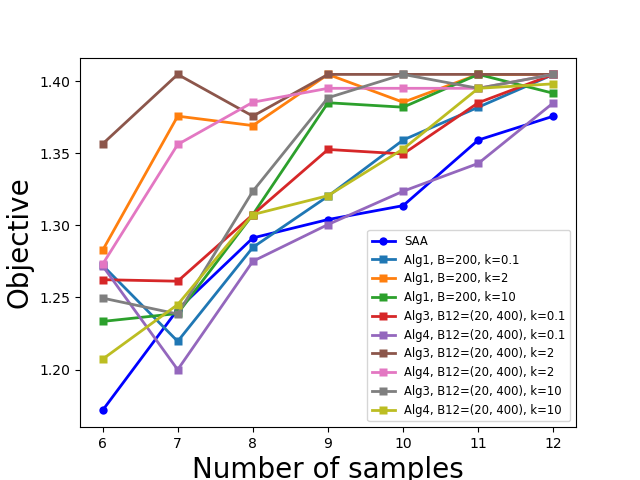 1.40
1.35
1.30
1.25
1.20
Objective
6 7 8 9 10 11 12
Number of samples
SAA
Alg1, B=200, k=0.1
Alg1, B=200, k=2
Alg1, B=200, k=10
Alg3, B12=(20, 400), k=0.1
Alg4, B12=(20, 400), k=0.1
Alg3, B12=(20, 400), k=2
Alg4, B12=(20, 400), k=2
Alg3, B12=(20, 400), k=10
Alg4, B12=(20, 400), k=10